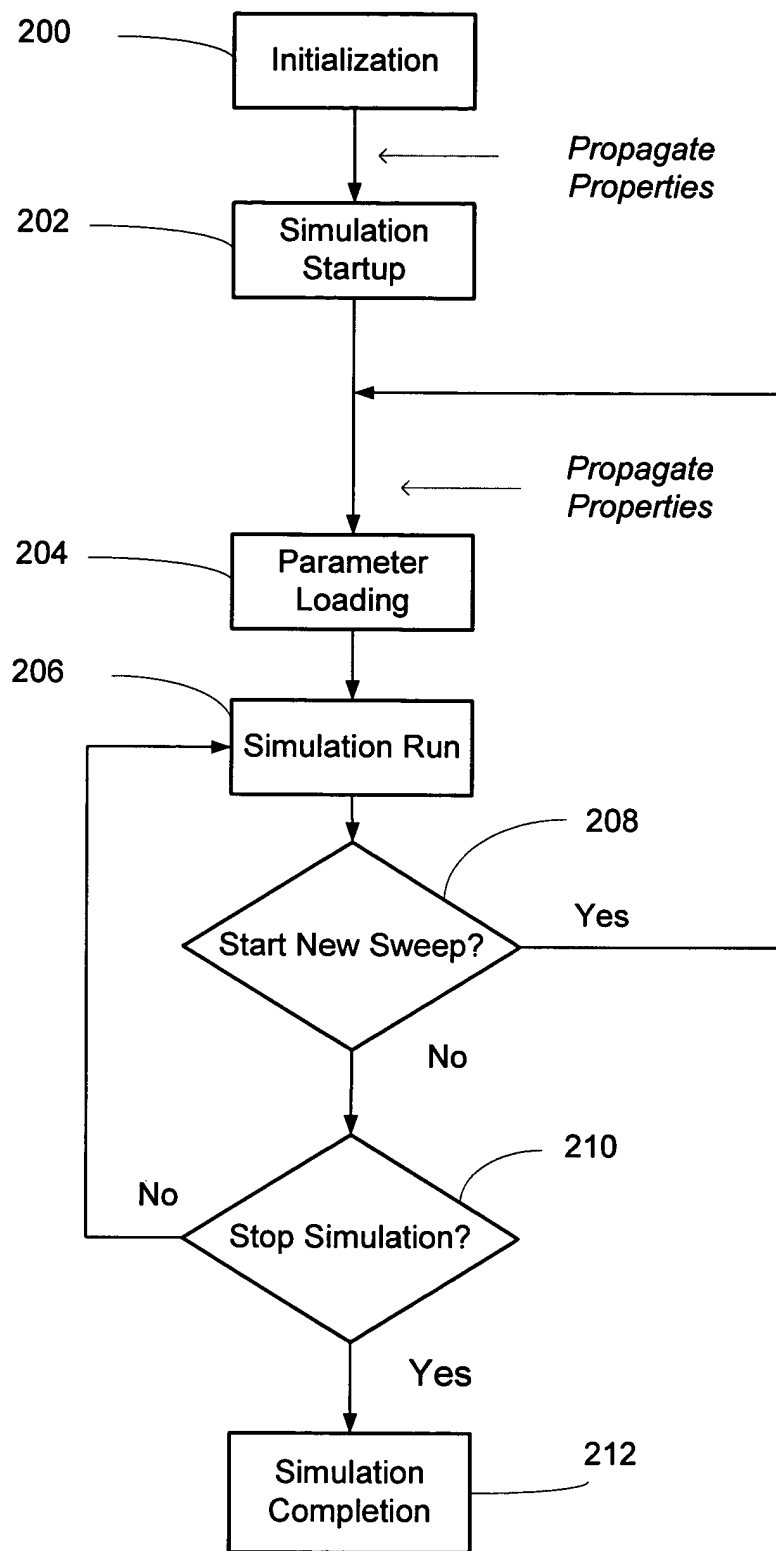 200
Initialization
Propagate
Properties
202
Simulation
Startup
Propagate
Properties
204
Parameter
Loading
206
Simulation Run
208
Start New Sweep?
Yes
No
210
No
Stop Simulation?
Yes
Simulation
Completion
212